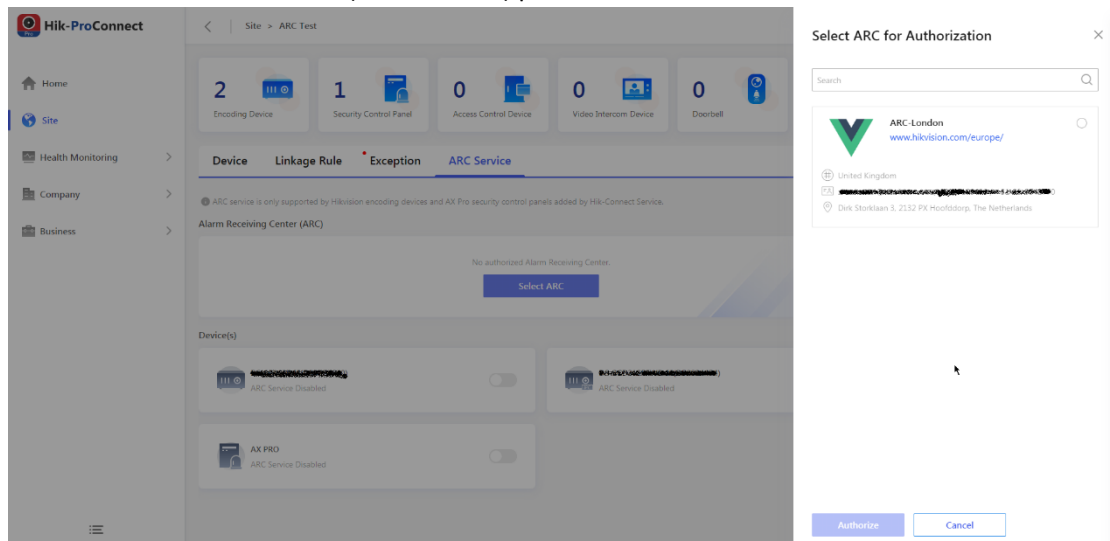 Hik-ProConnect
Site > ARC Test
Home
Site
Health Monitoring
Company
Business
2
Encoding Device
1
Security Control Panel
0
Access Control Device
0
Video Intercom Device
0
Doorbell
Device Linkage Rule Exception ARC Service
ARC service is only supported by Hikvision encoding devices and AX Pro security control panels added by Hik-Connect Service.
Alarm Receiving Center (ARC)
No authorized Alarm Receiving Center.
Select ARC
Device(s)
ARC Service Disabled
ARC Service Disabled
AX PRO
ARC Service Disabled
Select ARC for Authorization
Search
ARC-London
www.hikvision.com/europe/
United Kingdom
Dirk Storklaan 3, 2132 PX Hoofddorp, The Netherlands
Authorize Cancel